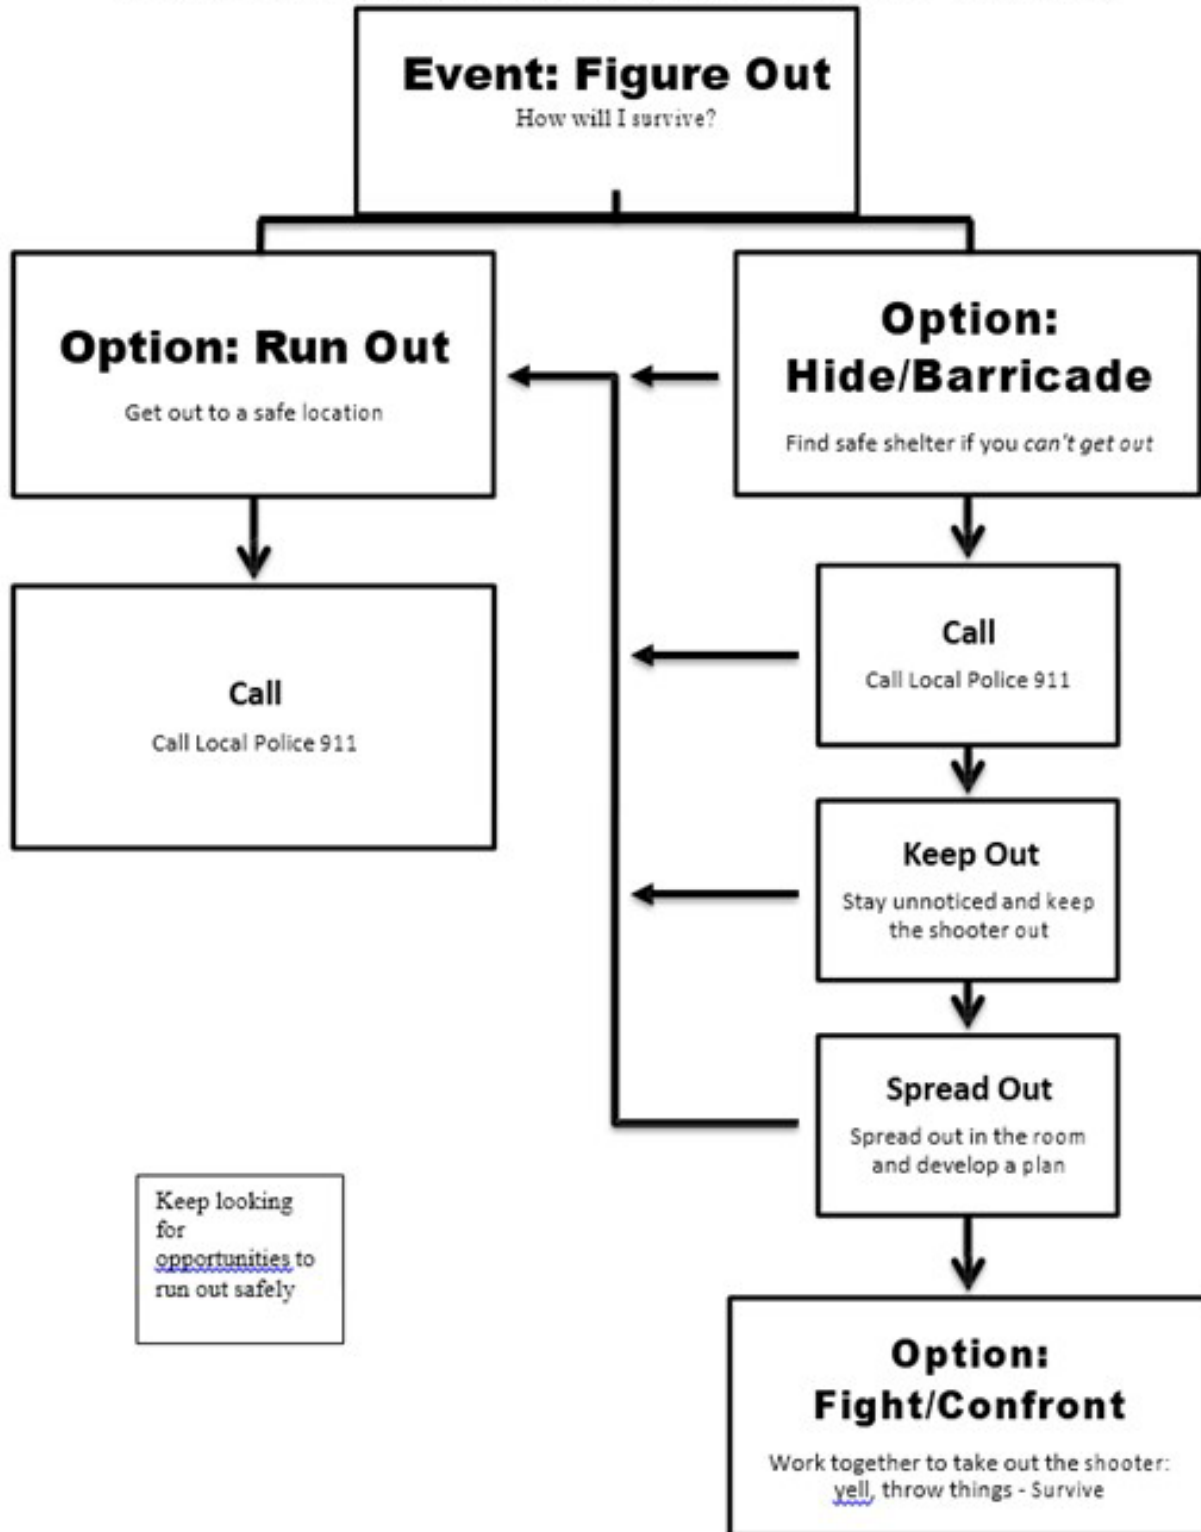 Event: Figure Out
How will I survive?
Option: Run Out
Get out to a safe location
Option:
Hide/Barricade
Find safe shelter if you can't get out
Call
Call Local Police 911
Call
Call Local Police 911
Keep Out
Stay unnoticed and keep
the shooter out
Spread Out
Spread out in the room
and develop a plan
Keep looking
for
opportunities to
run out safely
Option:
Fight/Confront
Work together to take out the shooter:
yell, throw things - Survive